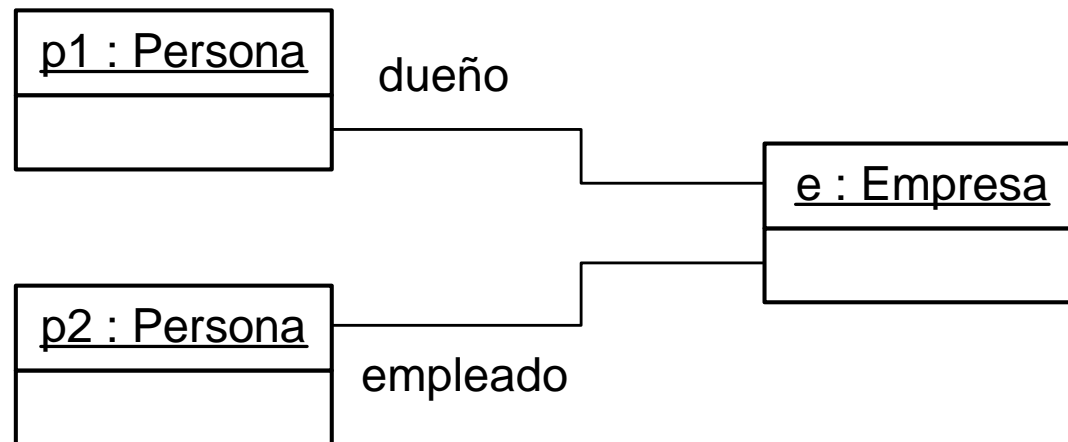 p1 : Persona
dueño
e : Empresa
p2 : Persona
empleado